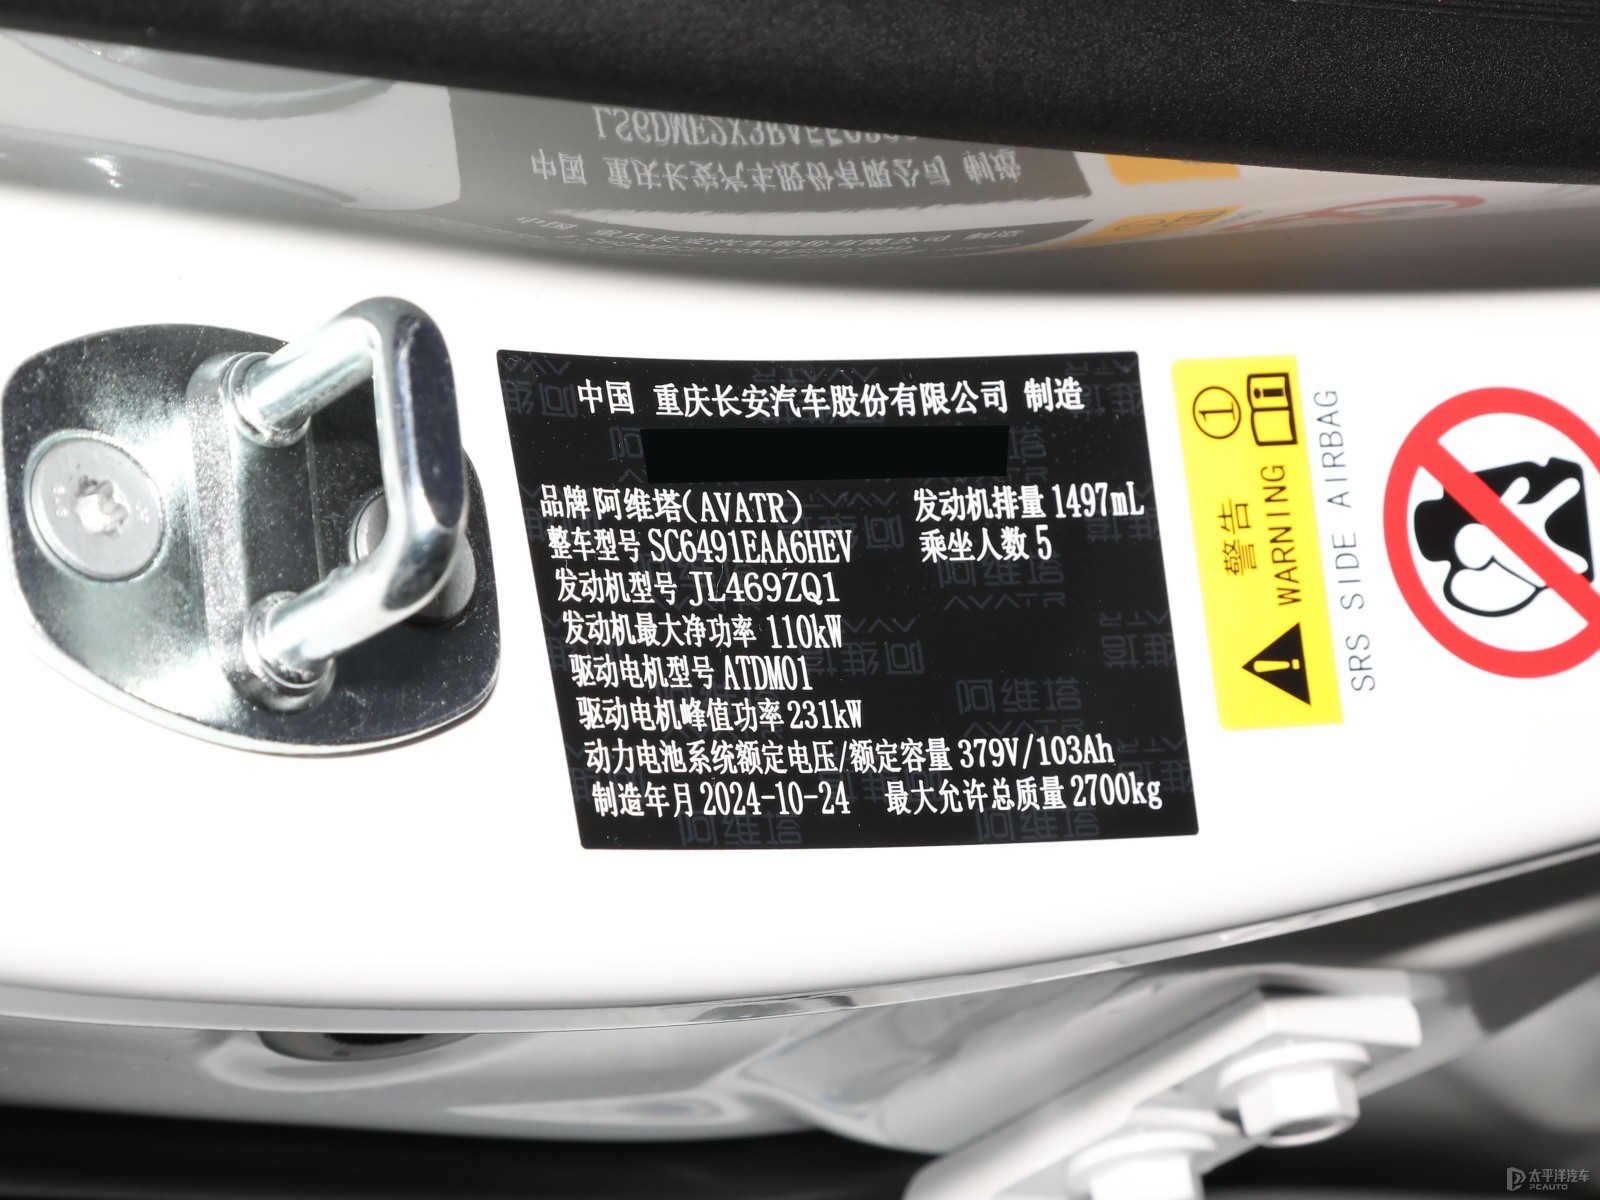 中国 重庆长安汽车股份有限公司 制造
品牌 阿维塔(AVATR) 发动机排量 1497mL
整车型号 SC6491EAA6HEV 乘坐人数 5
发动机型号 JL469ZQ1
发动机最大净功率 110kW
驱动电机型号 ATDM01
驱动电机峰值功率 231kW
动力电池系统额定电压/额定容量 379V/103Ah
制造年月 2024-10-24 最大允许总质量 2700kg
阿维塔
AVATR
警告
WARNING
SRS SIDE AIRBAG
太平洋汽车
PCAUTO